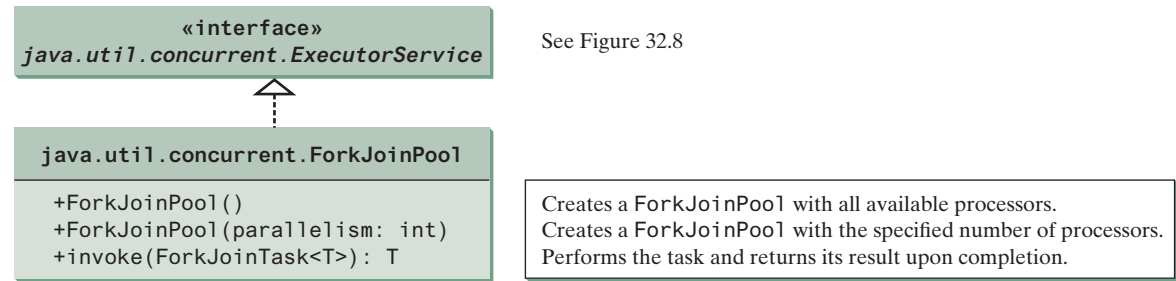 «interface»
java.util.concurrent.ExecutorService
See Figure 32.8
java.util.concurrent.ForkJoinPool
+ForkJoinPool()
+ForkJoinPool(parallelism: int)
+invoke(ForkJoinTask<T>): T
Creates a ForkJoinPool with all available processors.
Creates a ForkJoinPool with the specified number of processors.
Performs the task and returns its result upon completion.